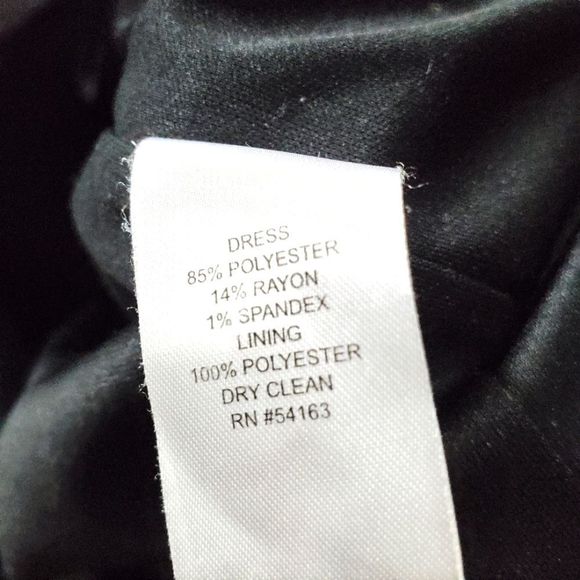 DRESS
85% POLYESTER
14% RAYON
1% SPANDEX
LINING
100% POLYESTER
DRY CLEAN
RN #54163